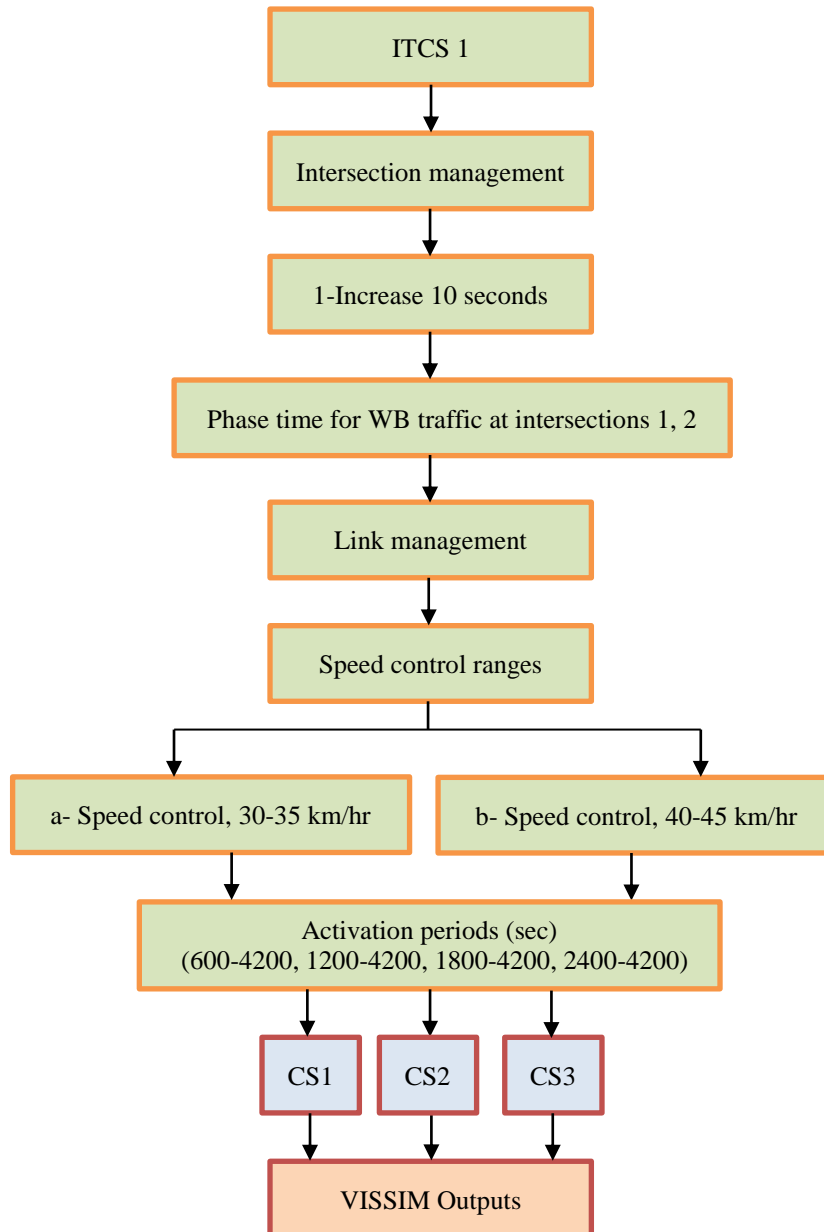 ITCS 1
Intersection management
1-Increase 10 seconds
Phase time for WB traffic at intersections 1, 2
Link management
Speed control ranges
a- Speed control, 30-35 km/hr
b- Speed control, 40-45 km/hr
Activation periods (sec)
(600-4200, 1200-4200, 1800-4200, 2400-4200)
CS1
CS2
CS3
VISSIM Outputs